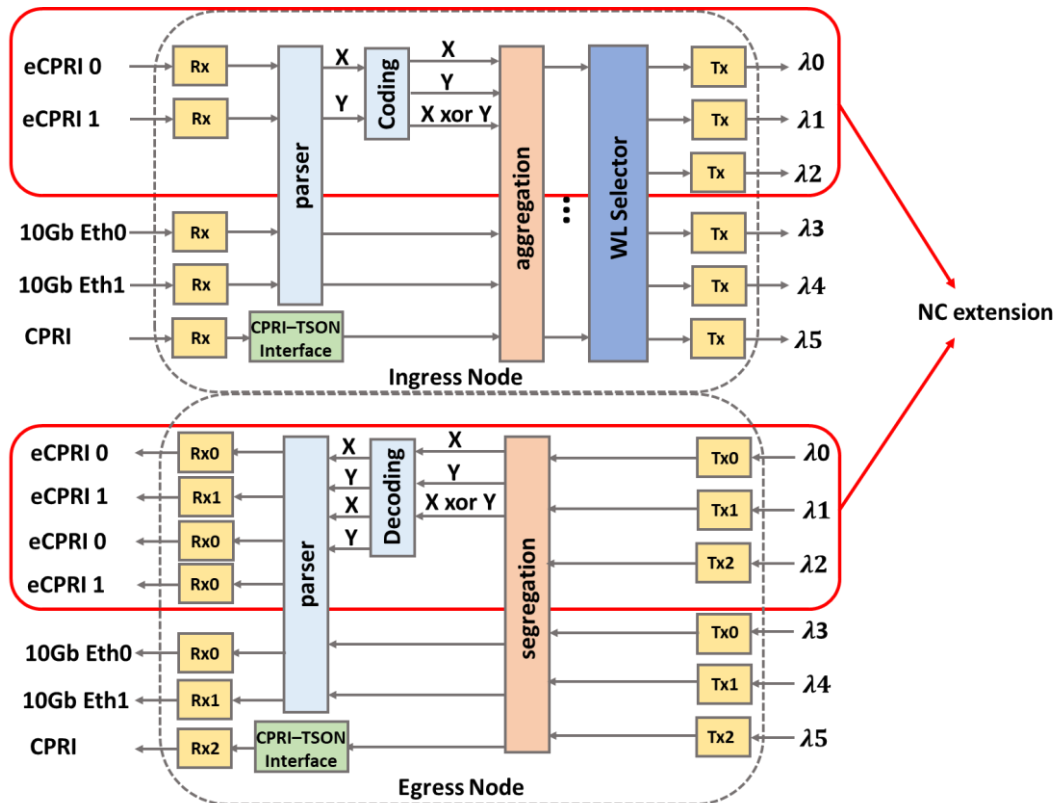 eCPRI 0
Rx
X
X
Tx
λ0
Y
eCPRI 1
Rx
Y
Coding
X xor Y
Tx
λ1
parser
aggregation
WL Selector
Tx
λ2
...
10Gb Eth0
Rx
Tx
λ3
10Gb Eth1
Rx
Tx
λ4
NC extension
CPRI
Rx
CPRI–TSON
Interface
Tx
λ5
Ingress Node
eCPRI 0
Rx0
X
X
Tx0
λ0
Y
Y
eCPRI 1
Rx1
X
X xor Y
Tx1
λ1
Decoding
eCPRI 0
Rx0
Y
Tx2
λ2
eCPRI 1
Rx0
parser
segregation
10Gb Eth0
Rx0
Tx0
λ3
10Gb Eth1
Rx1
Tx1
λ4
CPRI
Rx2
CPRI–TSON
Interface
Tx2
λ5
Egress Node